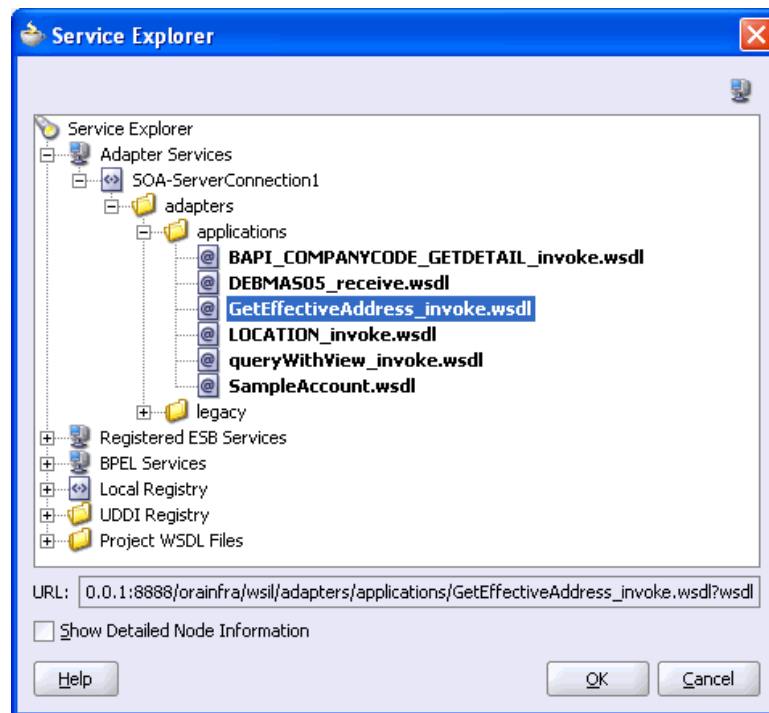 Service Explorer
Service Explorer
Adapter Services
SOA-ServerConnection1
adapters
applications
BAPI_COMPANYCODE_GETDETAIL_invoke.wsdl
DEBMAS05_receive.wsdl
GetEffectiveAddress_invoke.wsdl
LOCATION_invoke.wsdl
queryWithView_invoke.wsdl
SampleAccount.wsdl
legacy
Registered ESB Services
BPEL Services
Local Registry
UDDI Registry
Project WSDL Files
URL: 0.0.1:8888/orainfra/wsil/adapters/applications/GetEffectiveAddress_invoke.wsdl?wsdl
Show Detailed Node Information
Help OK Cancel